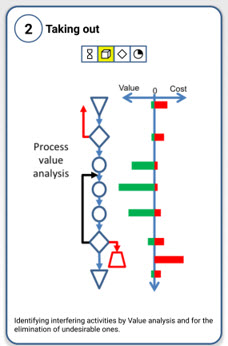 2 Taking out
Value 0 Cost
Process
value
analysis
Identifying interfering activities by Value analysis and for the
elimination of undesirable ones.